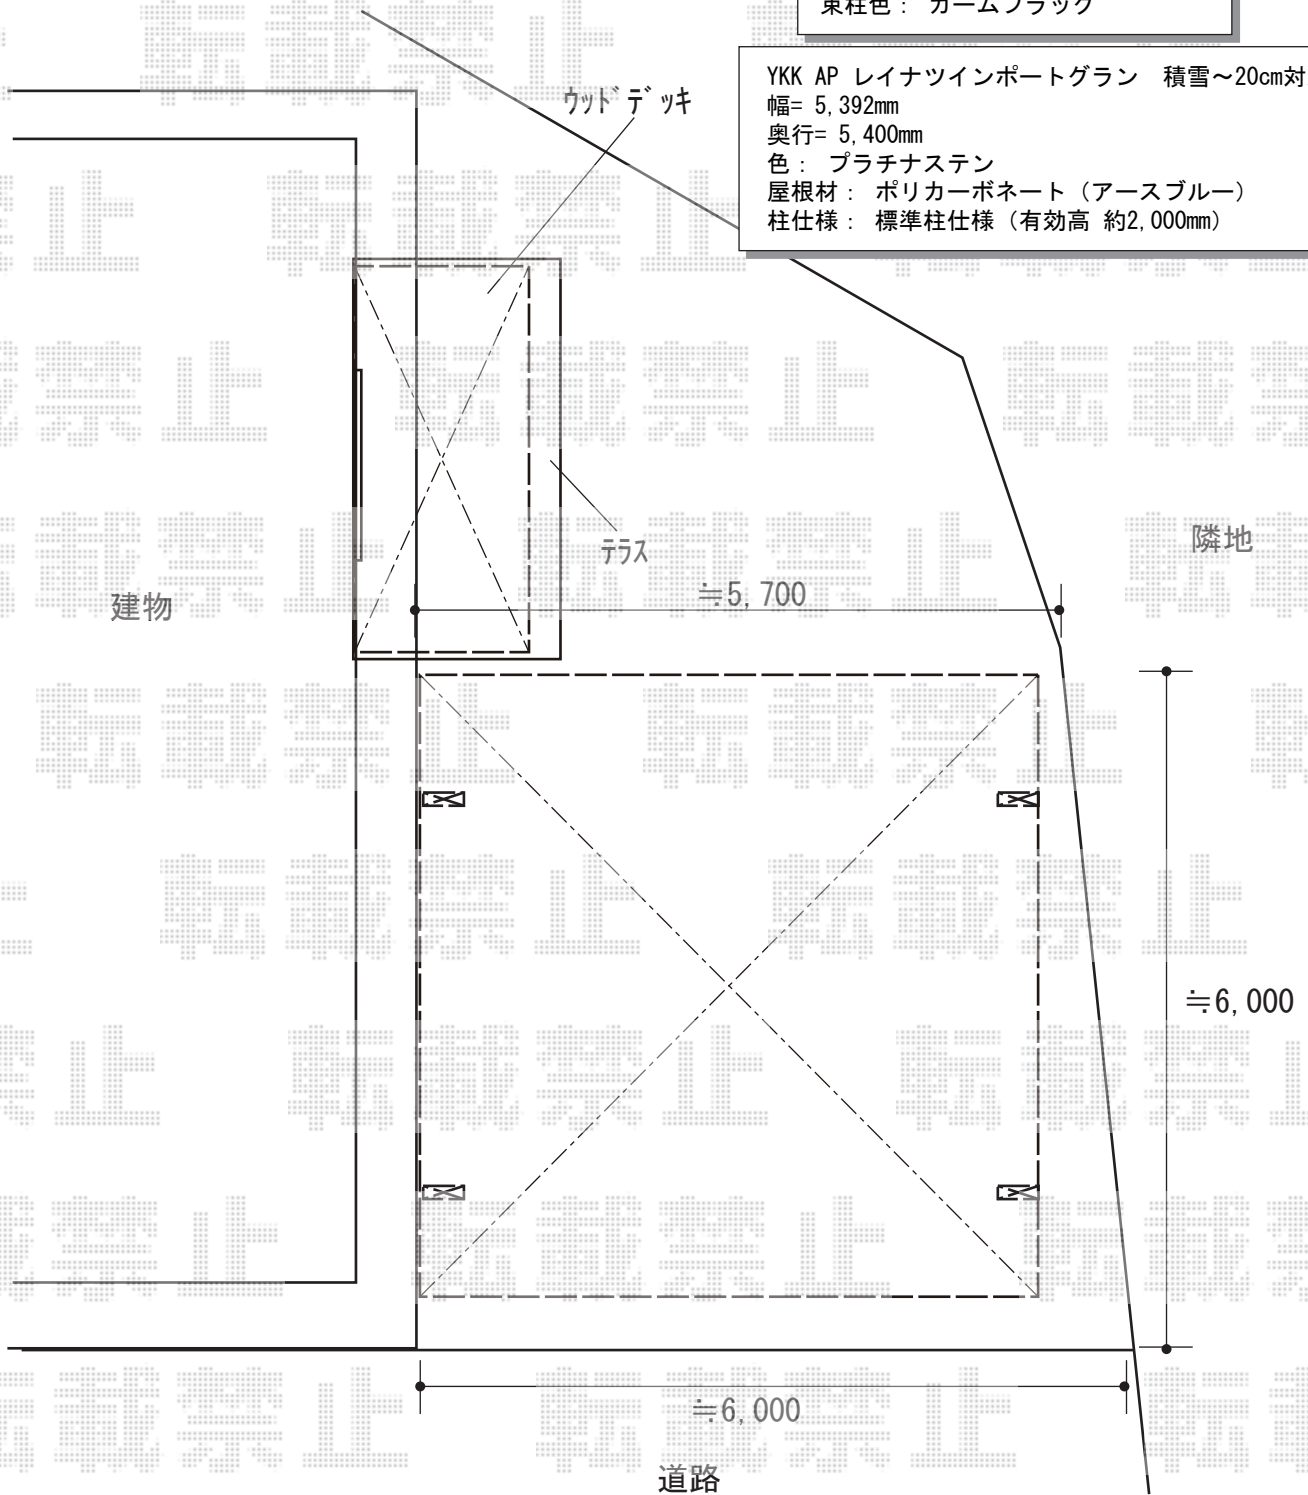 束柱色： カームブラック
YKK AP レイナツインポートグラン 積雪～20cm対
幅= 5,392mm
奥行= 5,400mm
色： プラチナステン
屋根材： ポリカーボネート（アースブルー）
柱仕様： 標準柱仕様（有効高 約2,000mm）
ウッドデッキ
テラス
隣地
建物
≒5,700
≒6,000
≒6,000
道路
転載禁止